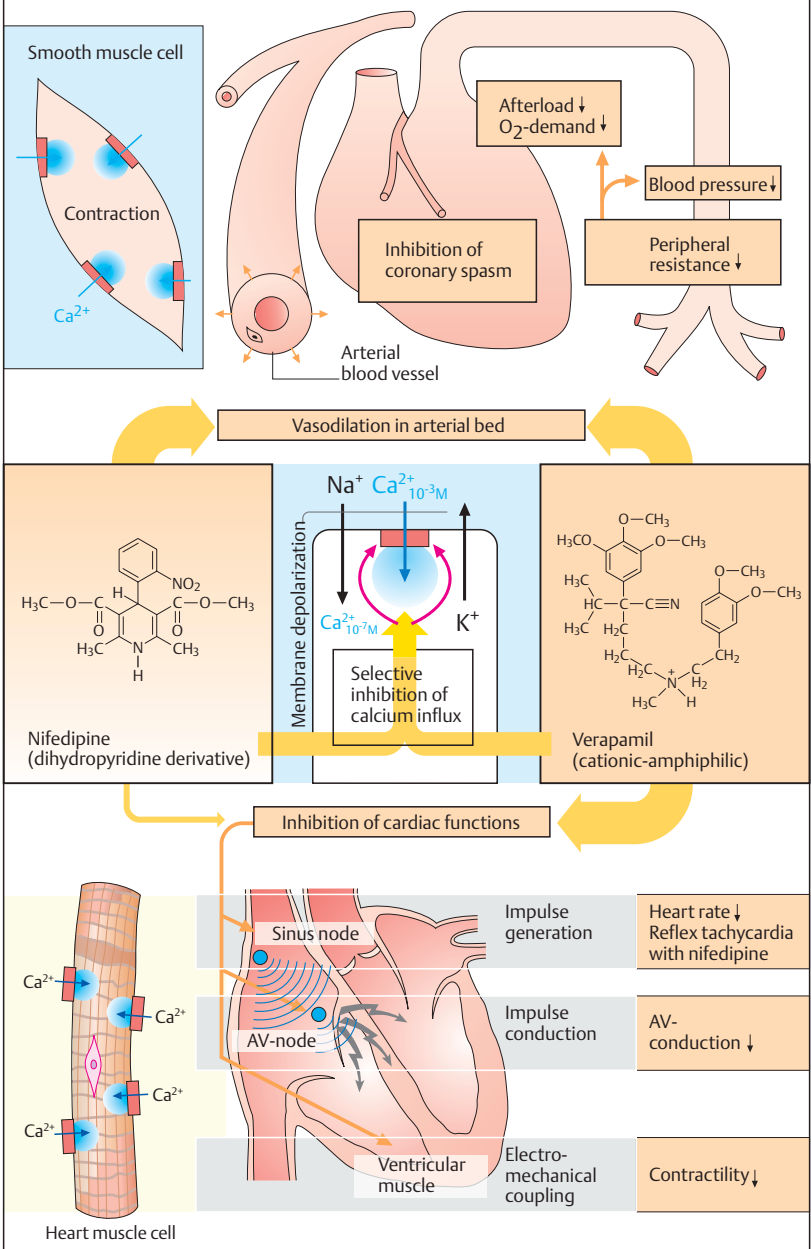 Smooth muscle cell
Contraction
Ca2+
Afterload ↓
O2-demand ↓
Blood pressure ↓
Peripheral
resistance ↓
Inhibition of
coronary spasm
Arterial
blood vessel
Vasodilation in arterial bed
Membrane depolarization
Na+
Ca2+ 10-3M
Ca2+ 10-7M
K+
Selective
inhibition of
calcium influx
NO2
H
H3C
O
C
O
C
O
O
CH3
H3C
N
H
CH3
Nifedipine
(dihydropyridine derivative)
O
CH3
H3CO
O
CH3
H3C
HC
C
C≡N
H3C
H2C
C
H2
H2C
N
+
H3C
H
C
H2
CH2
O
CH3
O
CH3
Verapamil
(cationic-amphiphilic)
Inhibition of cardiac functions
Ca2+
Ca2+
Ca2+
Ca2+
Heart muscle cell
Sinus node
AV-node
Ventricular
muscle
Impulse
generation
Heart rate ↓
Reflex tachycardia
with nifedipine
Impulse
conduction
AV-
conduction ↓
Electro-
mechanical
coupling
Contractility ↓